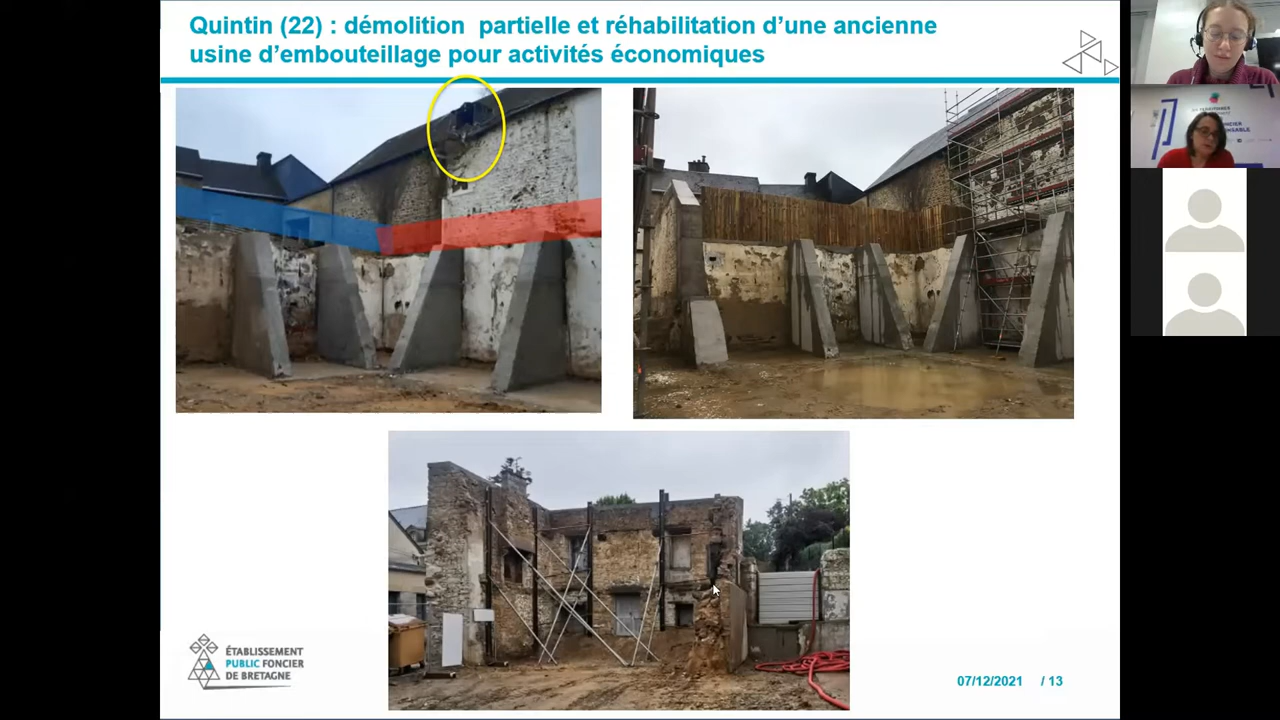 Quintin (22) : démolition  partielle et réhabilitation d'une ancienne
usine d'embouteillage pour activités économiques
ÉTABLISSEMENT
PUBLIC FONCIER
DE BRETAGNE
07/12/2021
/ 13